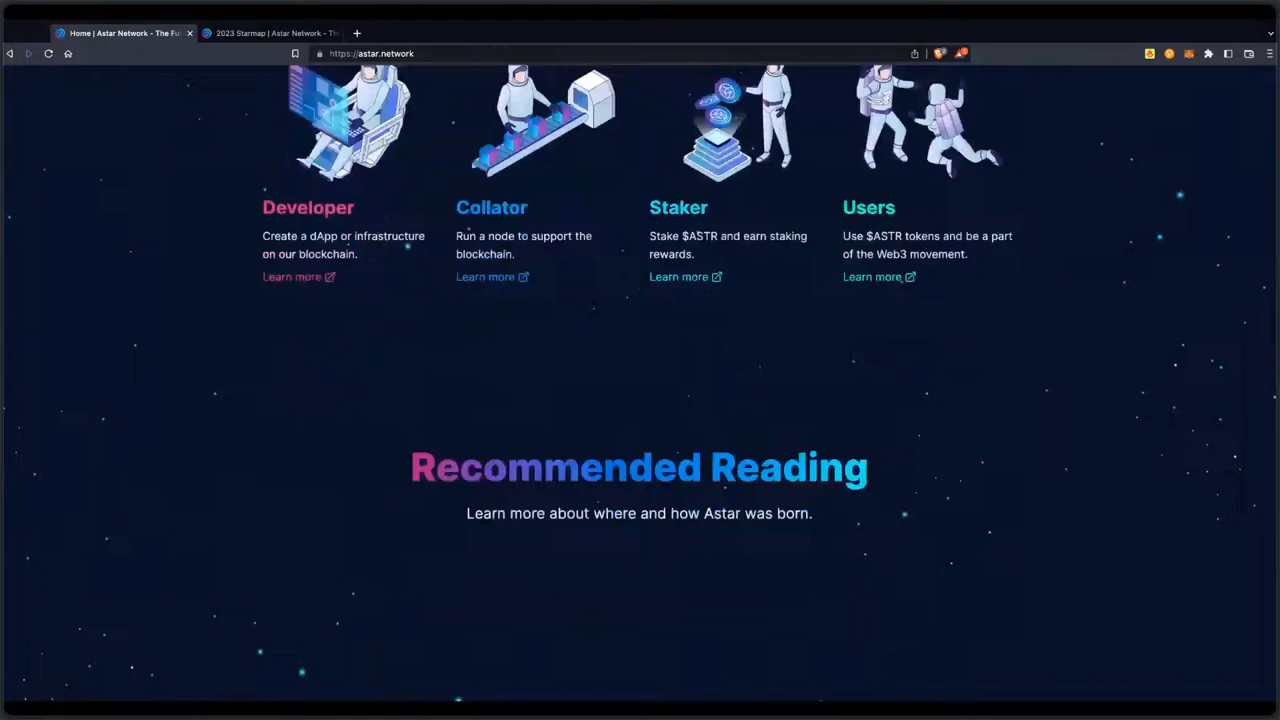 Home | Astar Network - The Fu
2023 Starmap | Astar Network - Th
https://astar.network
Developer
Create a dApp or infrastructure
on our blockchain.
Learn more
Collator
Run a node to support the
blockchain.
Learn more
Staker
Stake $ASTR and earn staking
rewards.
Learn more
Users
Use $ASTR tokens and be a part
of the Web3 movement.
Learn more
Recommended Reading
Learn more about where and how Astar was born.